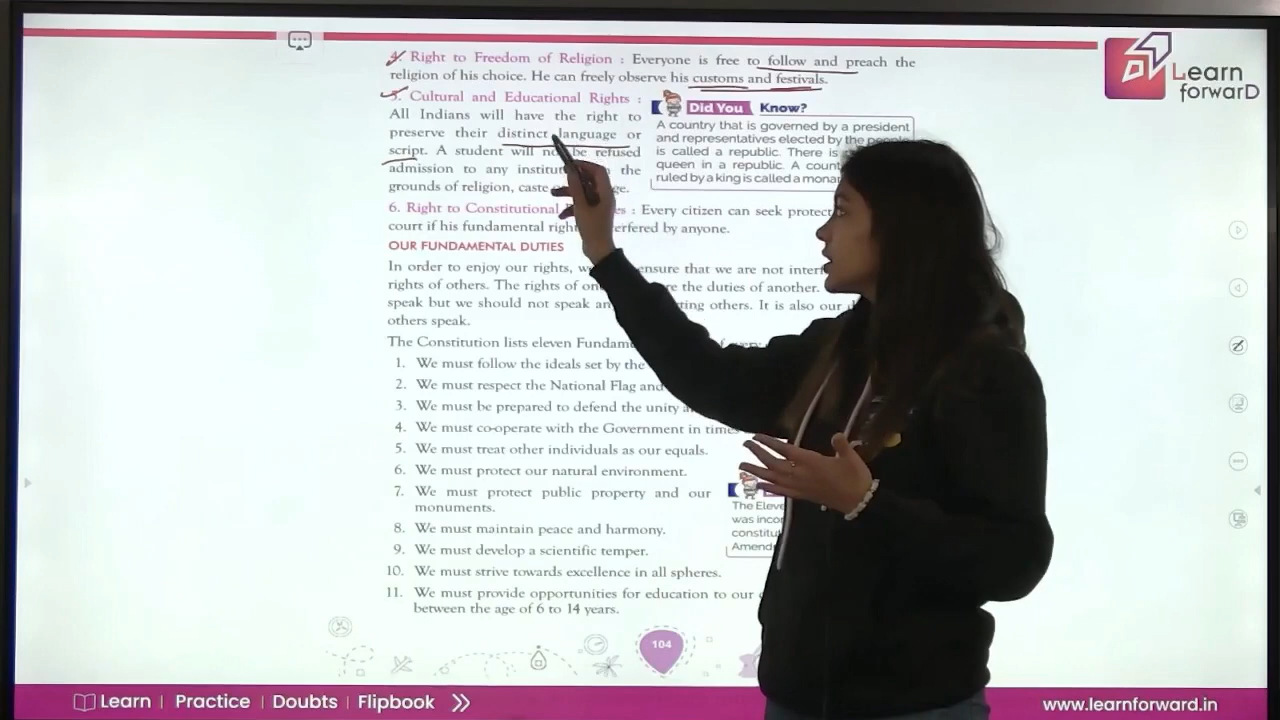 4. Right to Freedom of Religion : Everyone is free to follow and preach the
religion of his choice. He can freely observe his customs and festivals.
5. Cultural and Educational Rights :
All Indians will have the right to
preserve their distinct language or
script. A student will not be refused
admission to any the
grounds of religion, caste
Did You Know?
A country that is governed by a president
and representatives elected by the people
is called a republic. There is
queen in a republic. A
ruled by a king is called a
6. Right to Constitutional : Every citizen can seek
court if his fundamental by anyone.
OUR FUNDAMENTAL DUTIES
In order to enjoy our rights, ensure that we are not
rights of others. The rights of the duties of another.
speak but we should not speak others. It is also our
others speak.
The Constitution lists eleven
1. We must follow the ideals set by the
2. We must respect the National Flag and
3. We must be prepared to defend the unity
4. We must co-operate with the Government in times
5. We must treat other individuals as our equals.
6. We must protect our natural environment.
7. We must protect public property and our
monuments.
8. We must maintain peace and harmony.
9. We must develop a scientific temper.
10. We must strive towards excellence in all spheres.
11. We must provide opportunities for education to our
between the age of 6 to 14 years.
The
was
104
Learn
forwarD
Learn | Practice | Doubts | Flipbook
www.learnforward.in